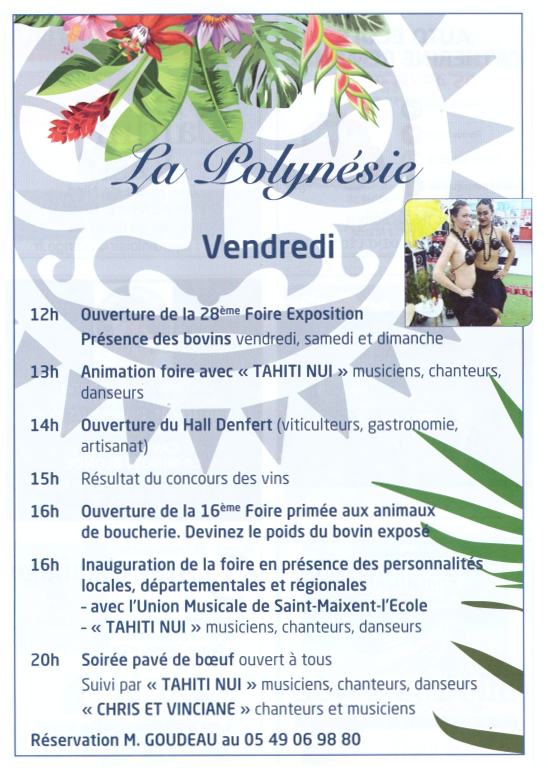 La Polynésie
Vendredi
12h Ouverture de la 28ème Foire Exposition
Présence des bovins vendredi, samedi et dimanche
13h Animation foire avec « TAHITI NUI » musiciens, chanteurs,
danseurs
14h Ouverture du Hall Denfert (viticulteurs, gastronomie,
artisanat)
15h Résultat du concours des vins
16h Ouverture de la 16ème Foire primée aux animaux
de boucherie. Devinez le poids du bovin exposé
16h Inauguration de la foire en présence des personnalités
locales, départementales et régionales
– avec l'Union Musicale de Saint-Maixent-l'Ecole
– « TAHITI NUI » musiciens, chanteurs, danseurs
20h Soirée pavé de bœuf ouvert à tous
Suivi par « TAHITI NUI » musiciens, chanteurs, danseurs
« CHRIS ET VINCIANE » chanteurs et musiciens
Réservation M. GOUDEAU au 05 49 06 98 80